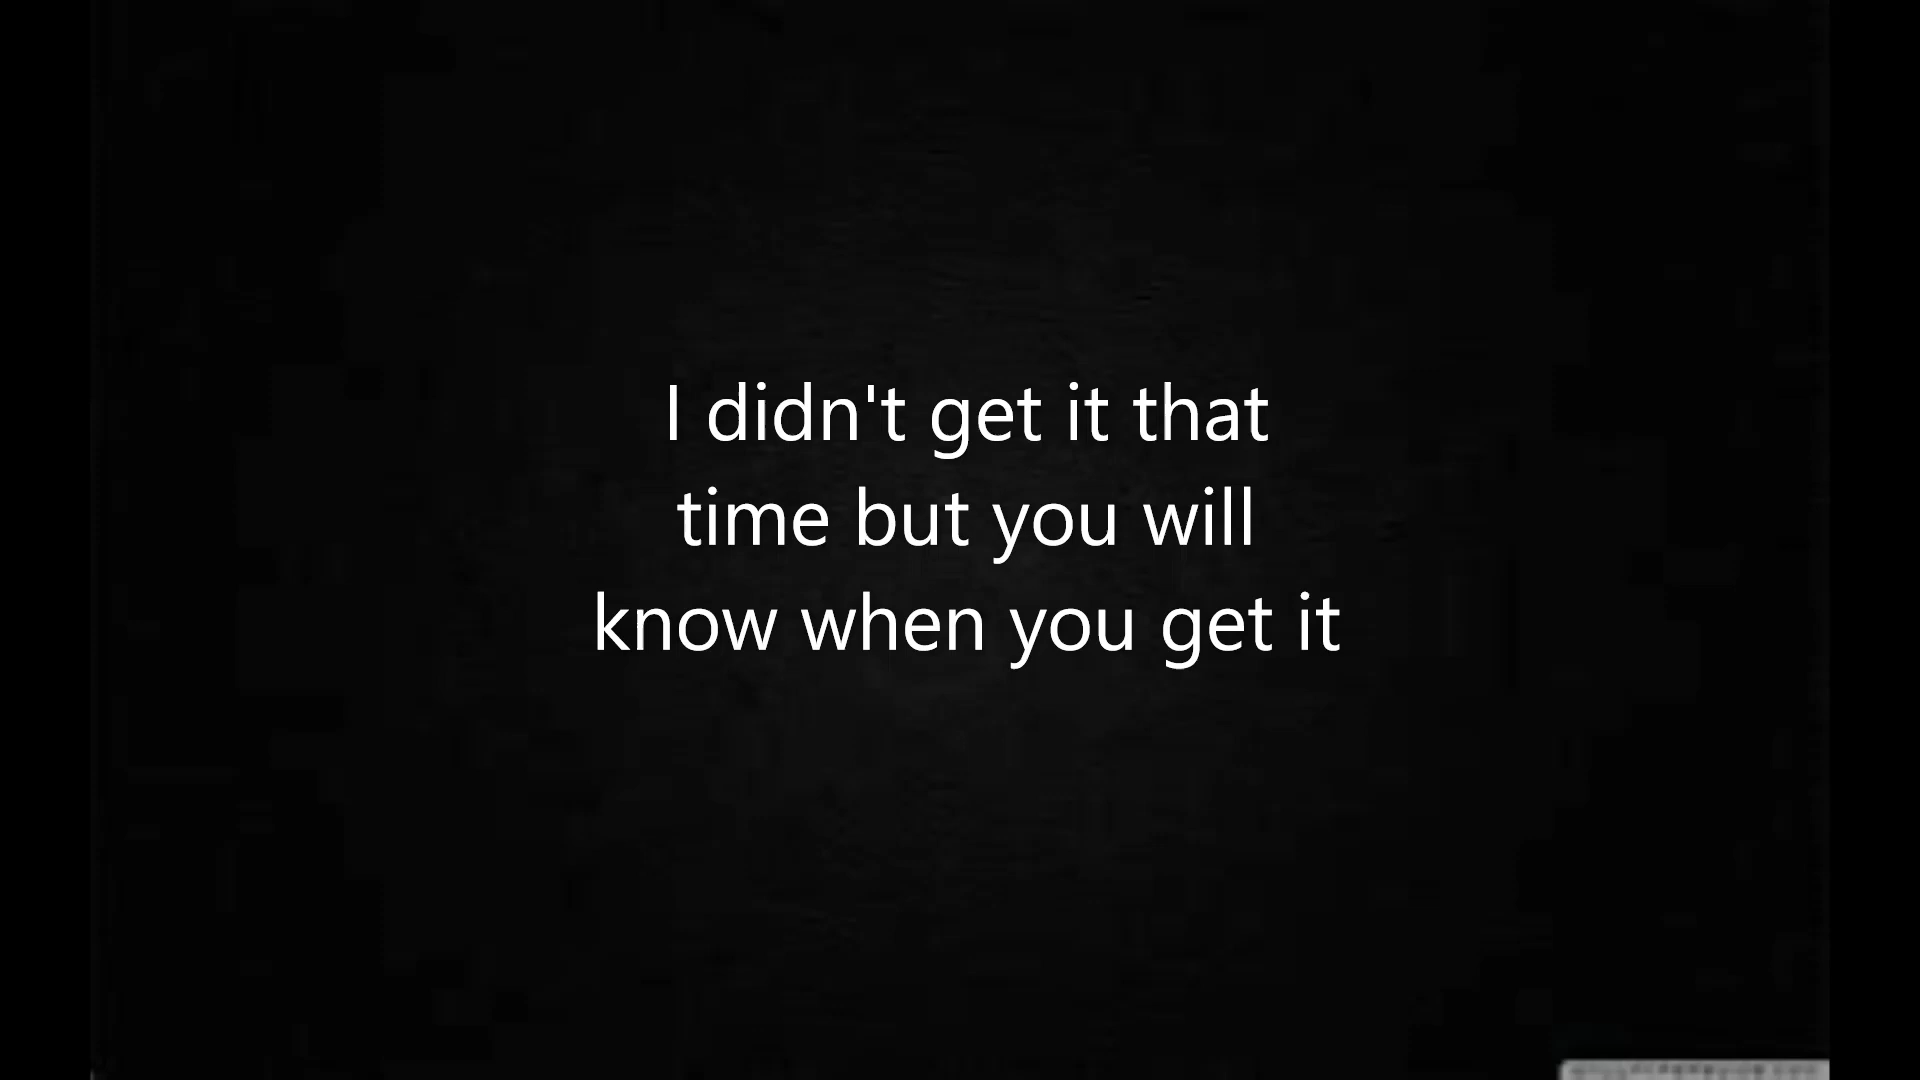 I didn't get it that
time but you will
know when you get it